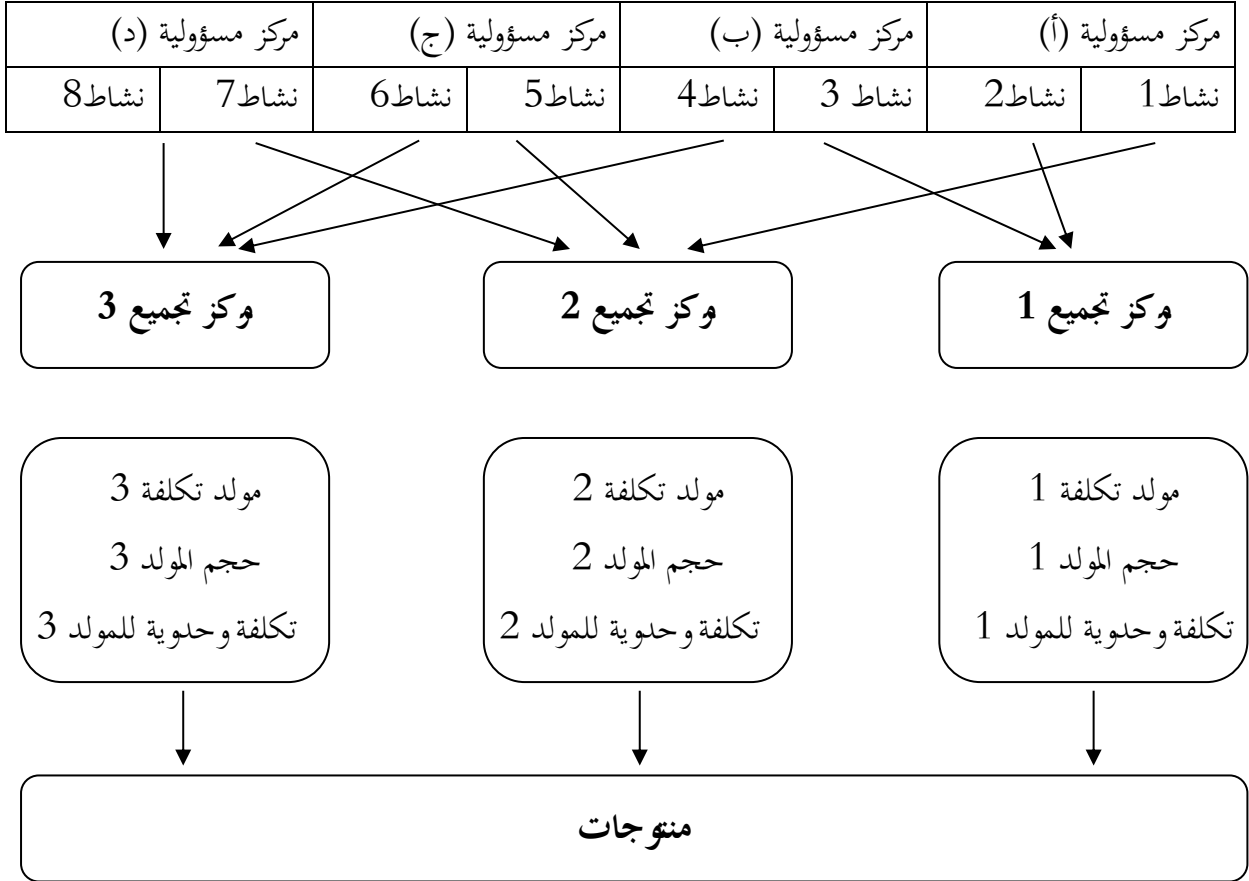 مركز مسؤولية (أ) مركز مسؤولية (ب) مركز مسؤولية (ج) مركز مسؤولية (د)
نشاط1 نشاط2 نشاط 3 نشاط4 نشاط5 نشاط6 نشاط7 نشاط8
مركز تجميع 1 مركز تجميع 2 مركز تجميع 3
مولد تكلفة 1
حجم المولد 1
تكلفة وحدوية للمولد 1
مولد تكلفة 2
حجم المولد 2
تكلفة وحدوية للمولد 2
مولد تكلفة 3
حجم المولد 3
تكلفة وحدوية للمولد 3
منتوجات